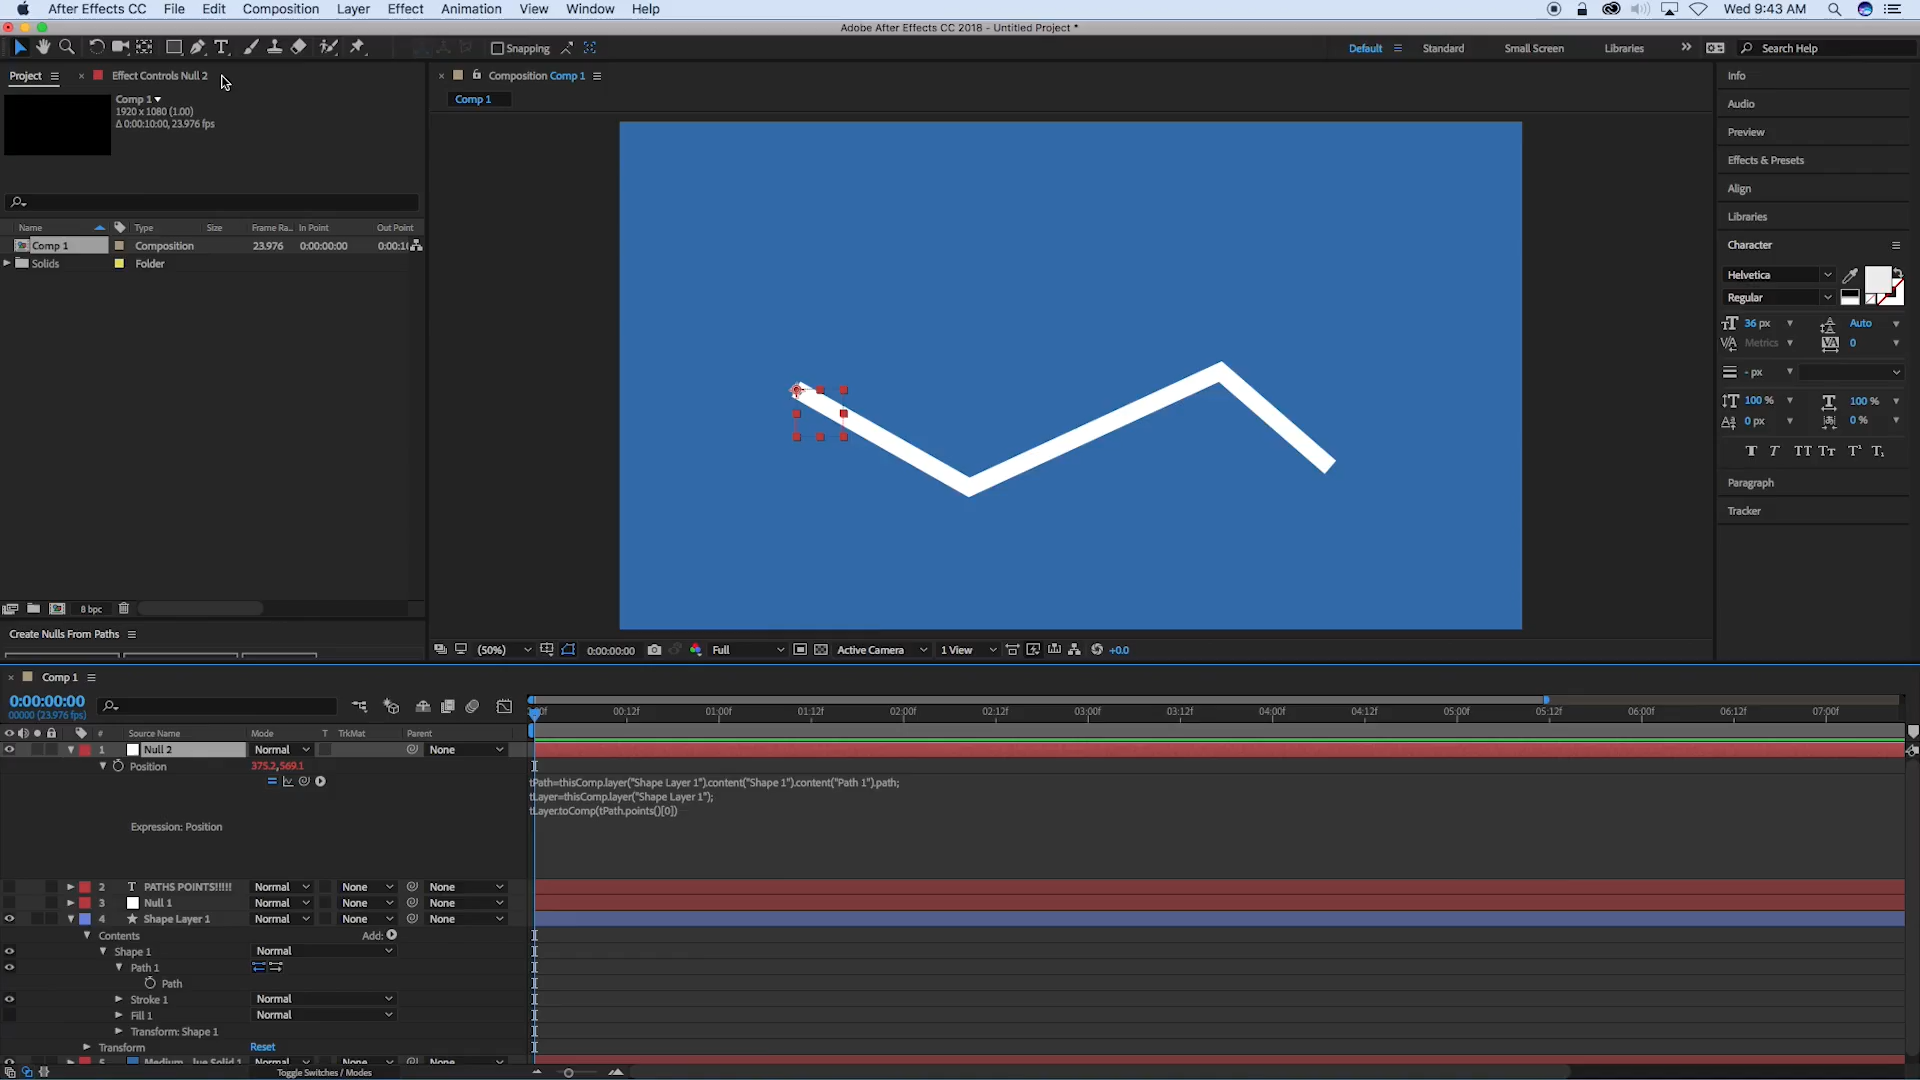 After Effects CC File Edit Composition Layer Effect Animation View Window Help Wed 9:43 AM
Adobe After Effects CC 2018 - Untitled Project *
Snapping Default Standard Small Screen Libraries Search Help
Project Effect Controls Null 2
Comp 1
1920 x 1080 (1.00)
Δ 0:00:10:00, 23.976 fps
Name Type Size Frame Ra... In Point Out Point
Comp 1 Composition 23.976 0:00:00:00 0:00:1
Solids Folder
8 bpc
Create Nulls From Paths
Composition Comp 1
Comp 1
(50%) 0:00:00:00 Full Active Camera 1 View +0.0
Info
Audio
Preview
Effects & Presets
Align
Libraries
Character
Helvetica
Regular
36 px Auto
Metrics 0
- px
100 % 100 %
0 px 0 %
Paragraph
Tracker
Comp 1
0:00:00:00
00000 (23.976 fps)
00:12f 01:00f 01:12f 02:00f 02:12f 03:00f 03:12f 04:00f 04:12f 05:00f 05:12f 06:00f 06:12f 07:00f
# Source Name Mode T TrkMat Parent
1 Null 2 Normal None
Position 375.2,569.1
tPath=thisComp.layer("Shape Layer 1").content("Shape 1").content("Path 1").path;
tLayer=thisComp.layer("Shape Layer 1");
tLayer.toComp(tPath.points()[0])
Expression: Position
2 T PATHS POINTS!!!!! Normal None None
3 Null 1 Normal None None
4 Shape Layer 1 Normal None None
Contents Add:
Shape 1 Normal
Path 1
Path
Stroke 1 Normal
Fill 1 Normal
Transform: Shape 1
Transform Reset
5 Medium ...lue Solid 1 Normal None None
Toggle Switches / Modes